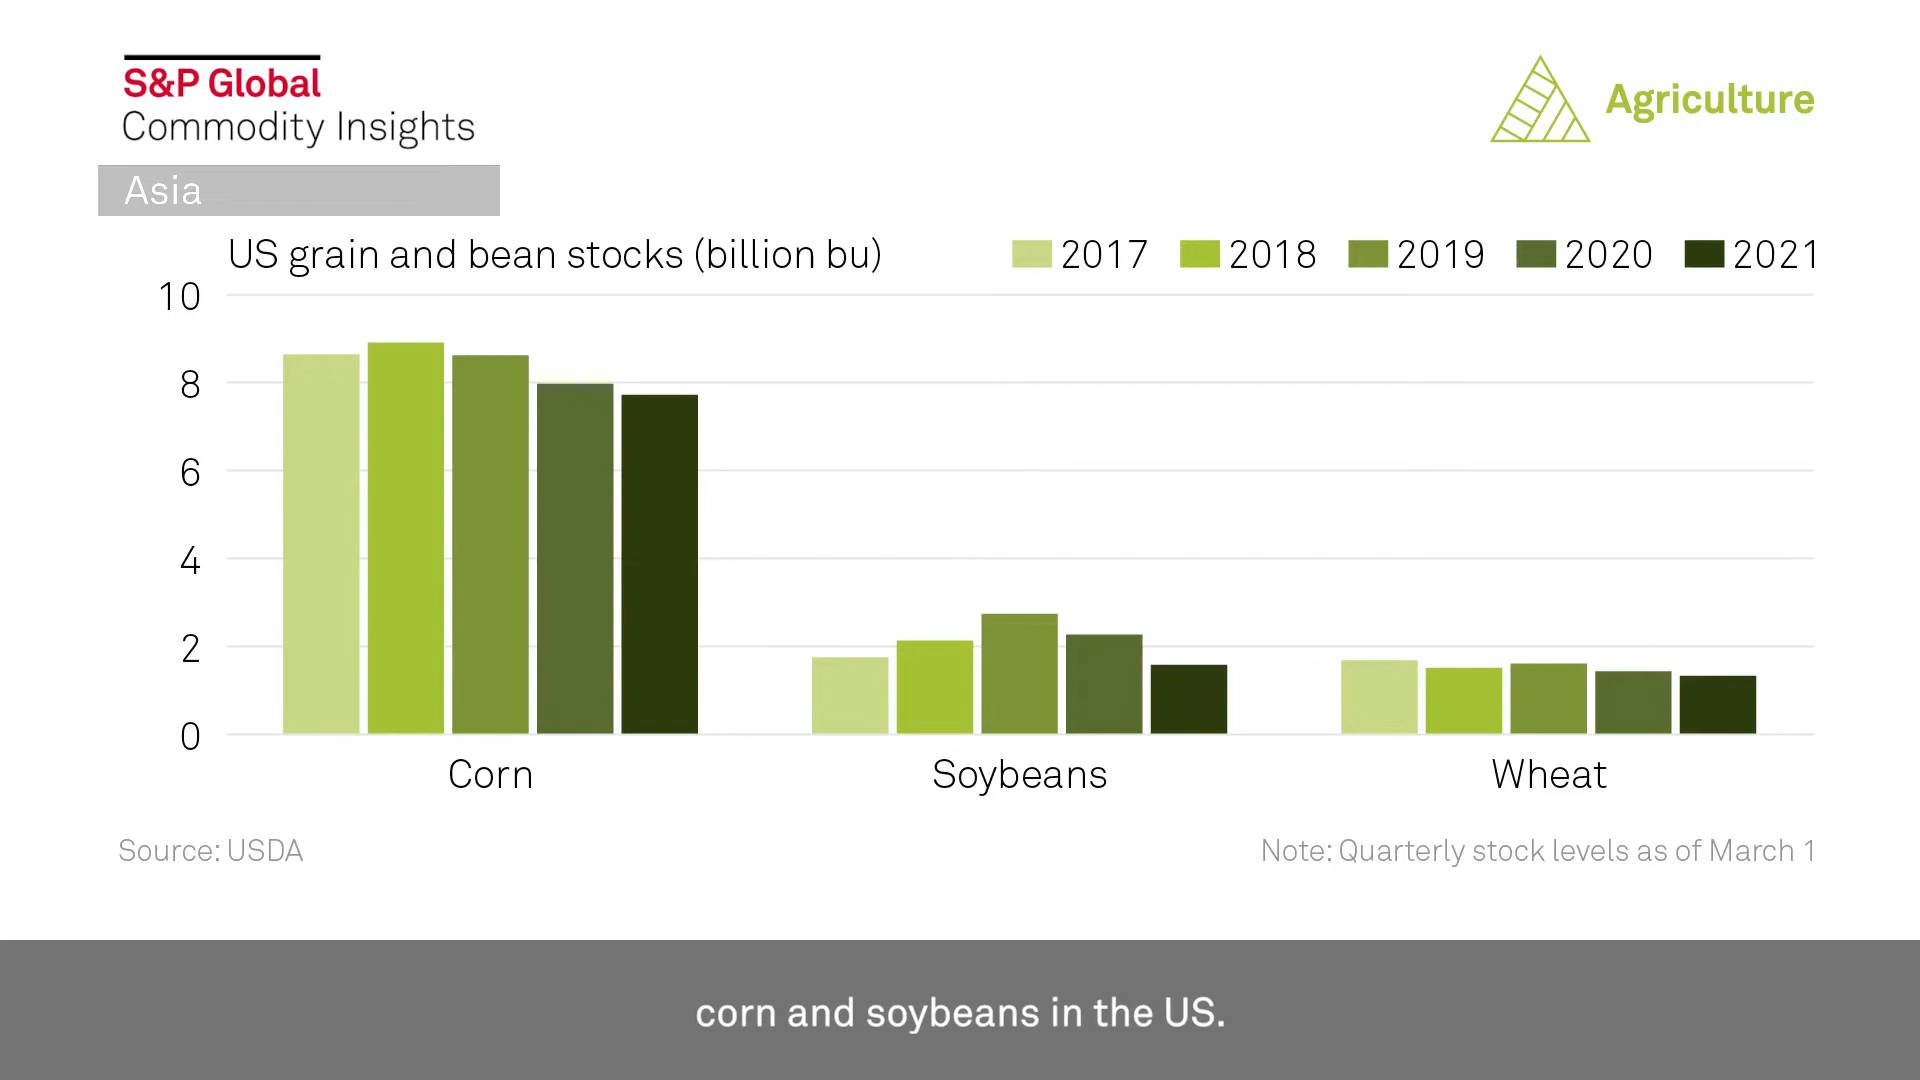 S&P Global
Commodity Insights
Agriculture
Asia
US grain and bean stocks (billion bu)
2017 2018 2019 2020 2021
10
8
6
4
2
0
Corn Soybeans Wheat
Source: USDA
Note: Quarterly stock levels as of March 1
corn and soybeans in the US.